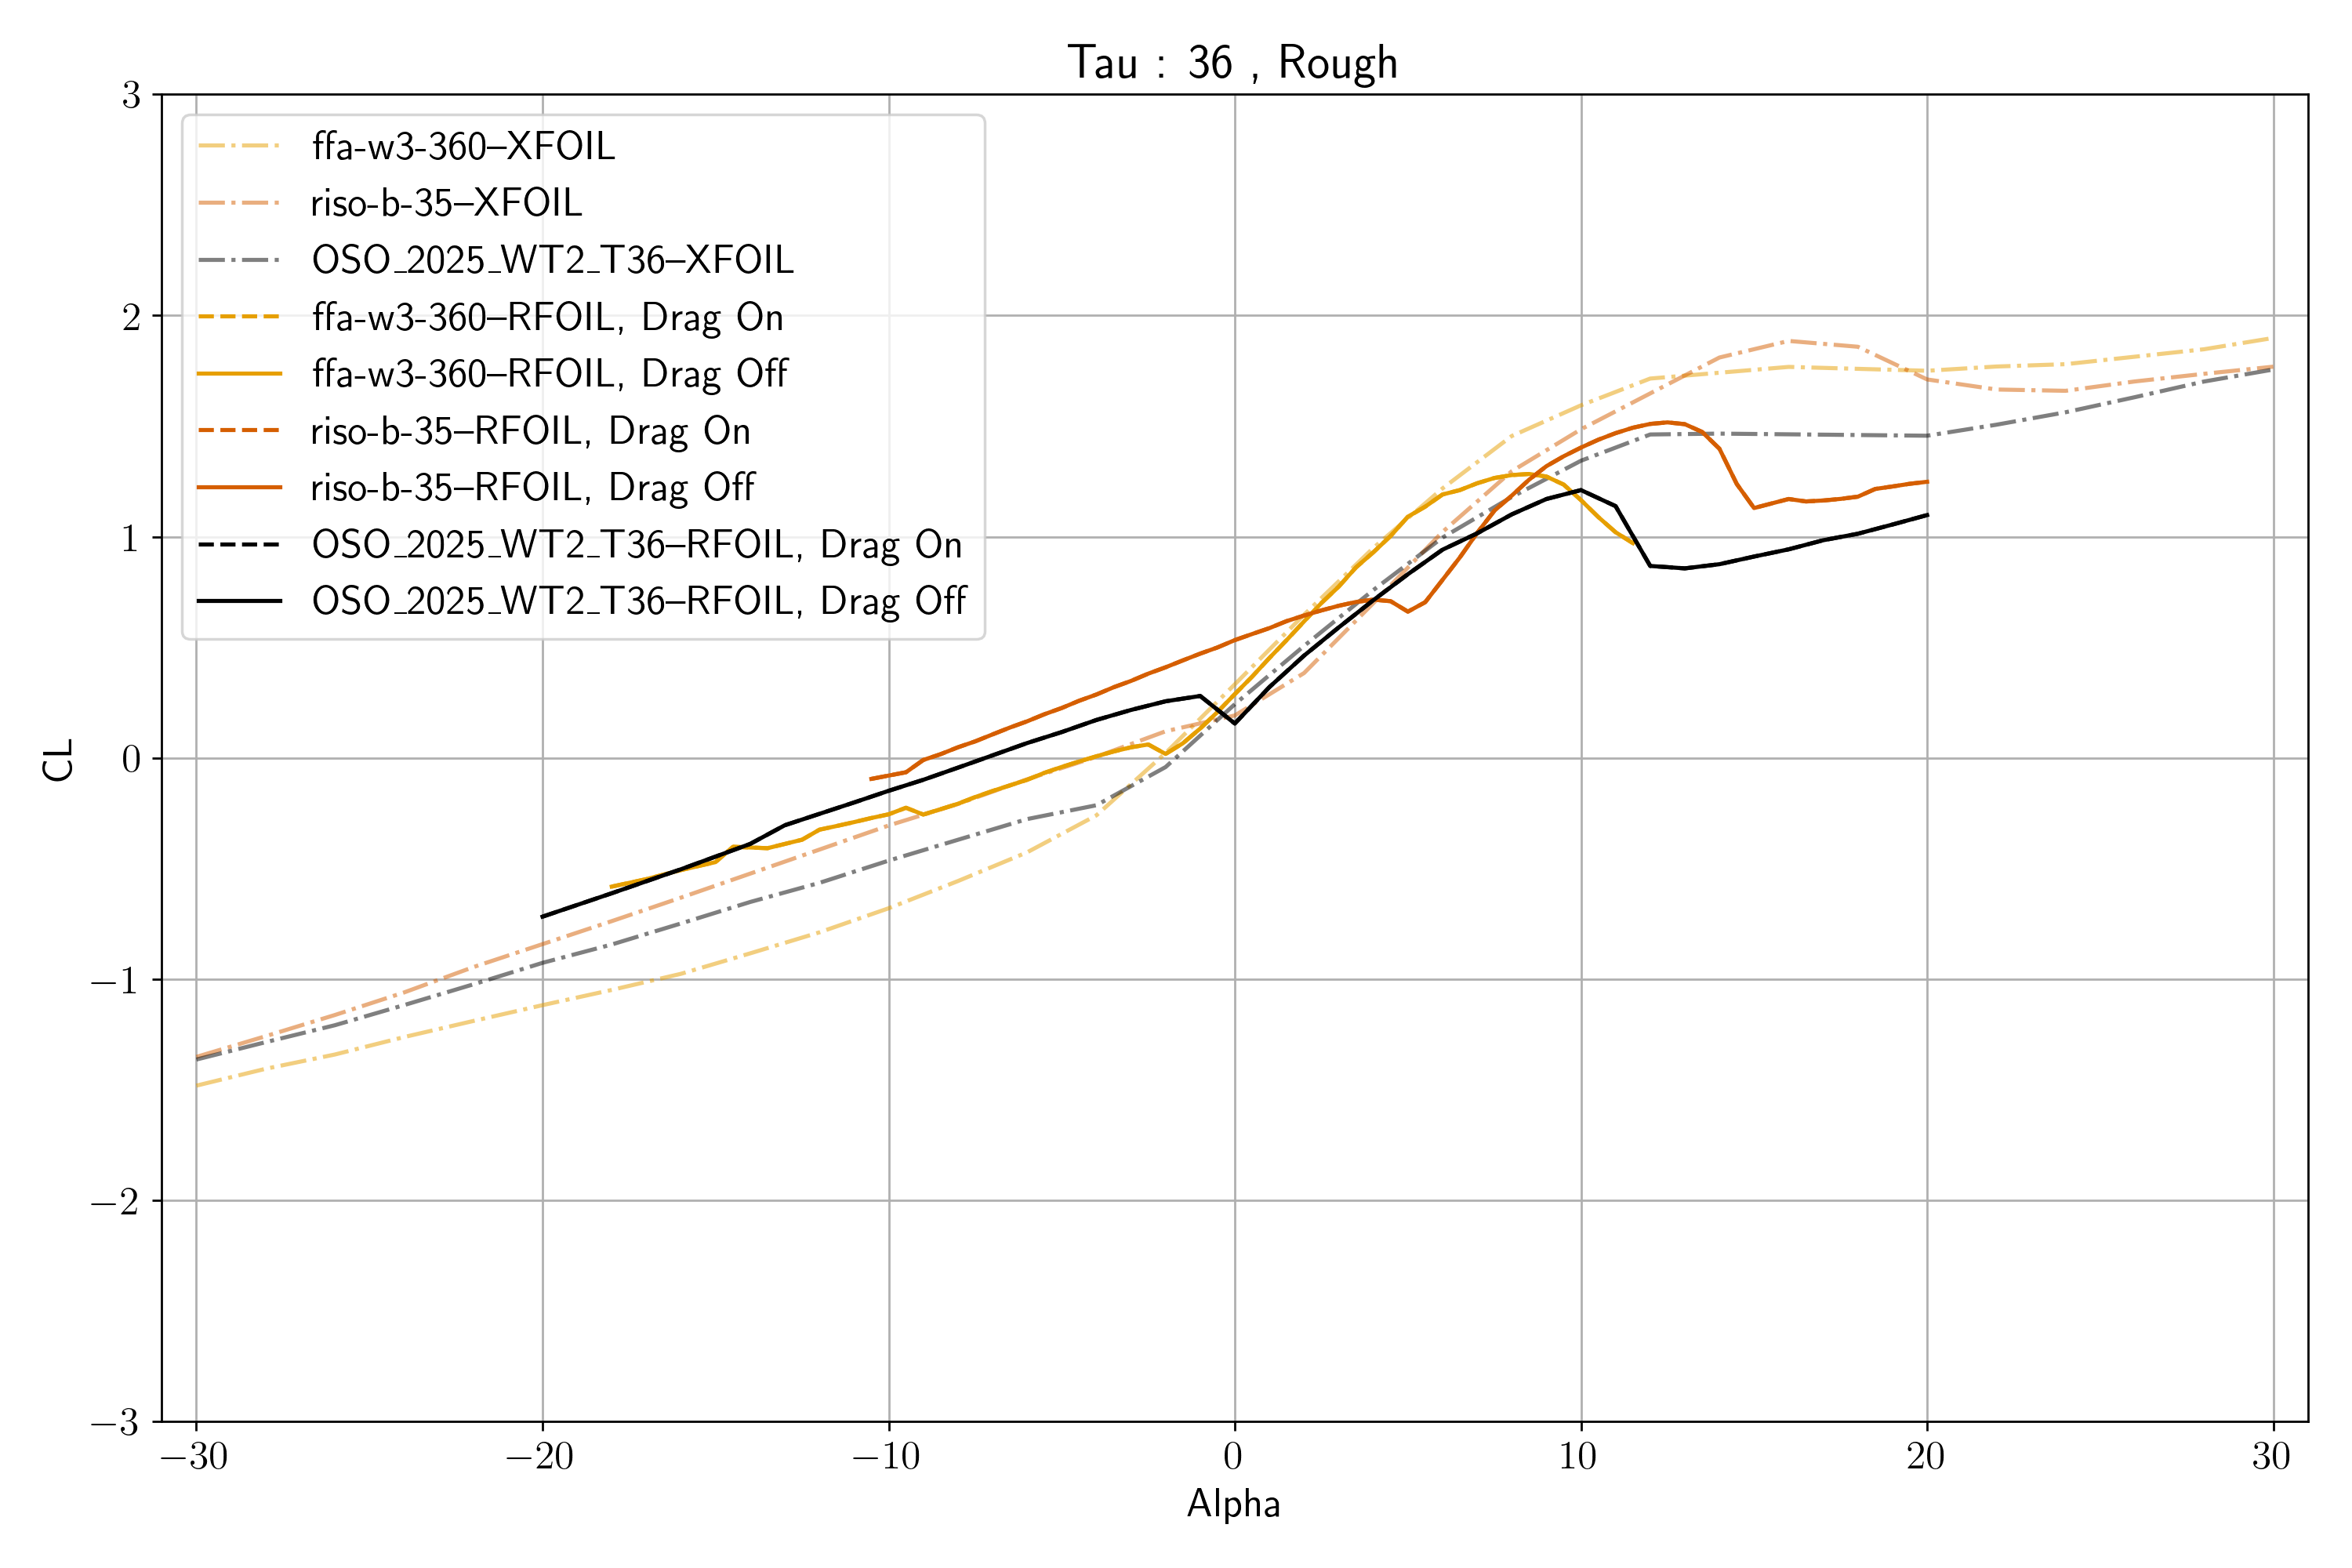 Tau : 36 , Rough
3
2
1
0
−1
−2
−3
CL
ffa-w3-360–XFOIL
riso-b-35–XFOIL
OSO_2025_WT2_T36–XFOIL
ffa-w3-360–RFOIL, Drag On
ffa-w3-360–RFOIL, Drag Off
riso-b-35–RFOIL, Drag On
riso-b-35–RFOIL, Drag Off
OSO_2025_WT2_T36–RFOIL, Drag On
OSO_2025_WT2_T36–RFOIL, Drag Off
−30 −20 −10 0 10 20 30
Alpha